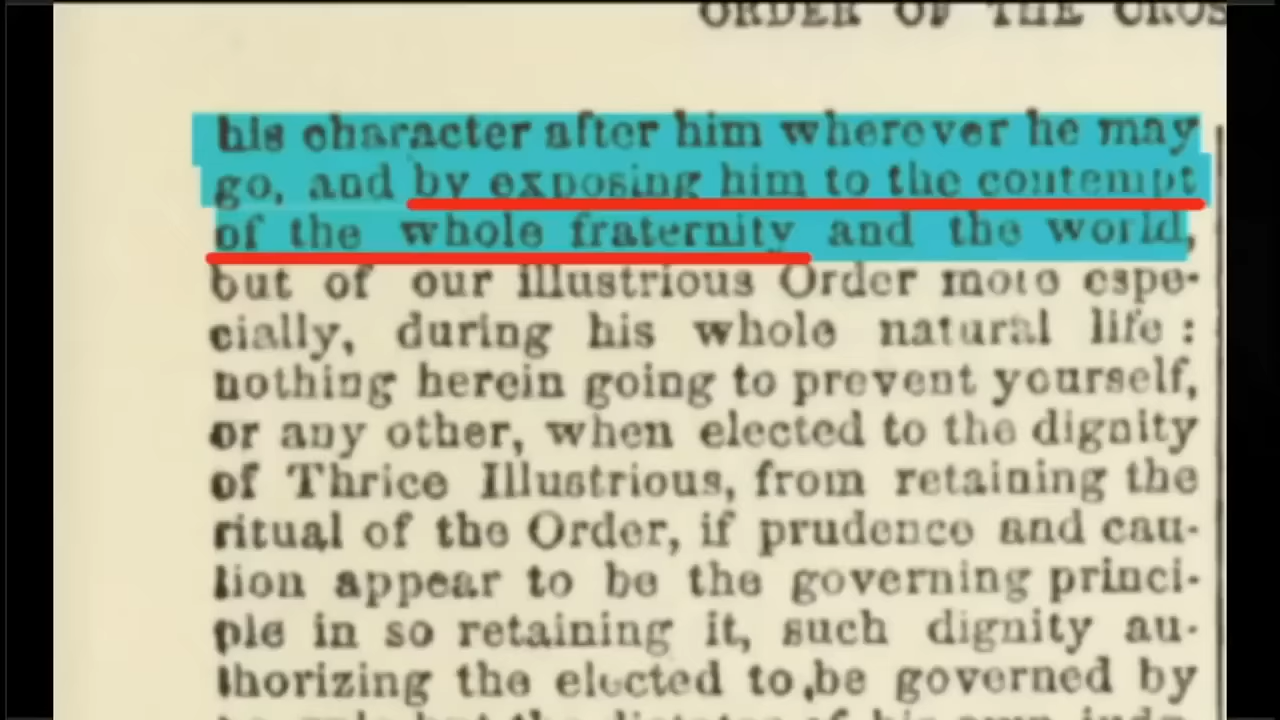 ORDER OF THE CROS
his character after him wherever he may
go, and by exposing him to the contempt
of the whole fraternity and the world,
but of our illustrious Order more espe-
cially, during his whole natural life :
nothing herein going to prevent yourself,
or any other, when elected to the dignity
of Thrice Illustrious, from retaining the
ritual of the Order, if prudence and cau-
tion appear to be the governing princi-
ple in so retaining it, such dignity au-
thorizing the elected to be governed by